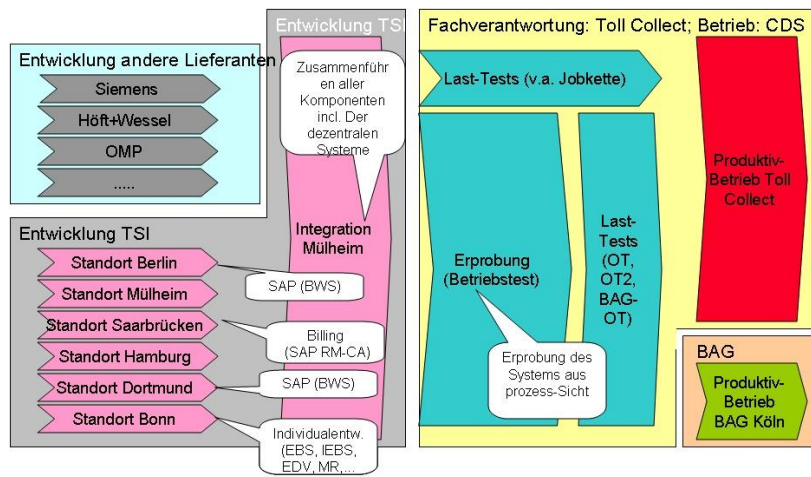 Entwicklung andere Lieferanten
Siemens
Höft+Wessel
OMP
.....
Entwicklung TSI
Standort Berlin
Standort Mülheim
Standort Saarbrücken
Standort Hamburg
Standort Dortmund
Standort Bonn
SAP (BWS)
Billing
(SAP RM-CA)
SAP (BWS)
Individualentw.
(EBS, IEBS,
EDV, MR,...
Entwicklung TSI
Zusammenführ
en aller
Komponenten
incl. Der
dezentralen
Systeme
Integration
Mülheim
Fachverantwortung: Toll Collect; Betrieb: CDS
Last-Tests (v.a. Jobkette)
Erprobung
(Betriebstest)
Erprobung des
Systems aus
prozess-Sicht
Last-
Tests
(OT,
OT2,
BAG-
OT)
Produktiv-
Betrieb Toll
Collect
BAG
Produktiv-
Betrieb
BAG Köln